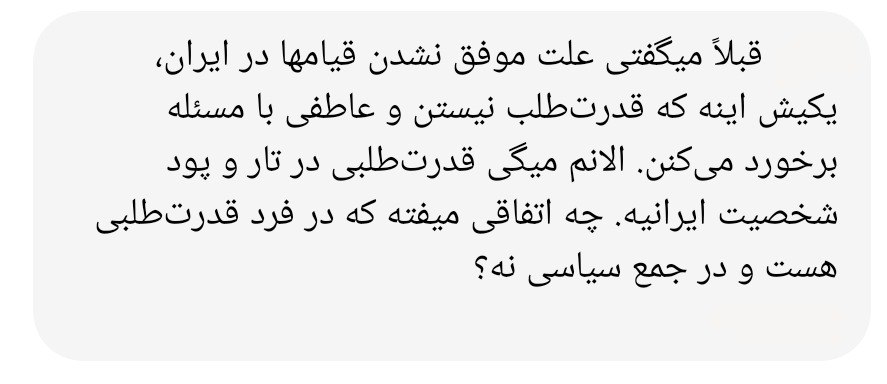 قبلاً میگفتی علت موفق نشدن قیامها در ایران،
یکیش اینه که قدرت‌طلب نیستن و عاطفی با مسئله
برخورد می‌کنن. الانم میگی قدرت‌طلبی در تار و پود
شخصیت ایرانیه. چه اتفاقی میفته که در فرد قدرت‌طلبی
هست و در جمع سیاسی نه؟